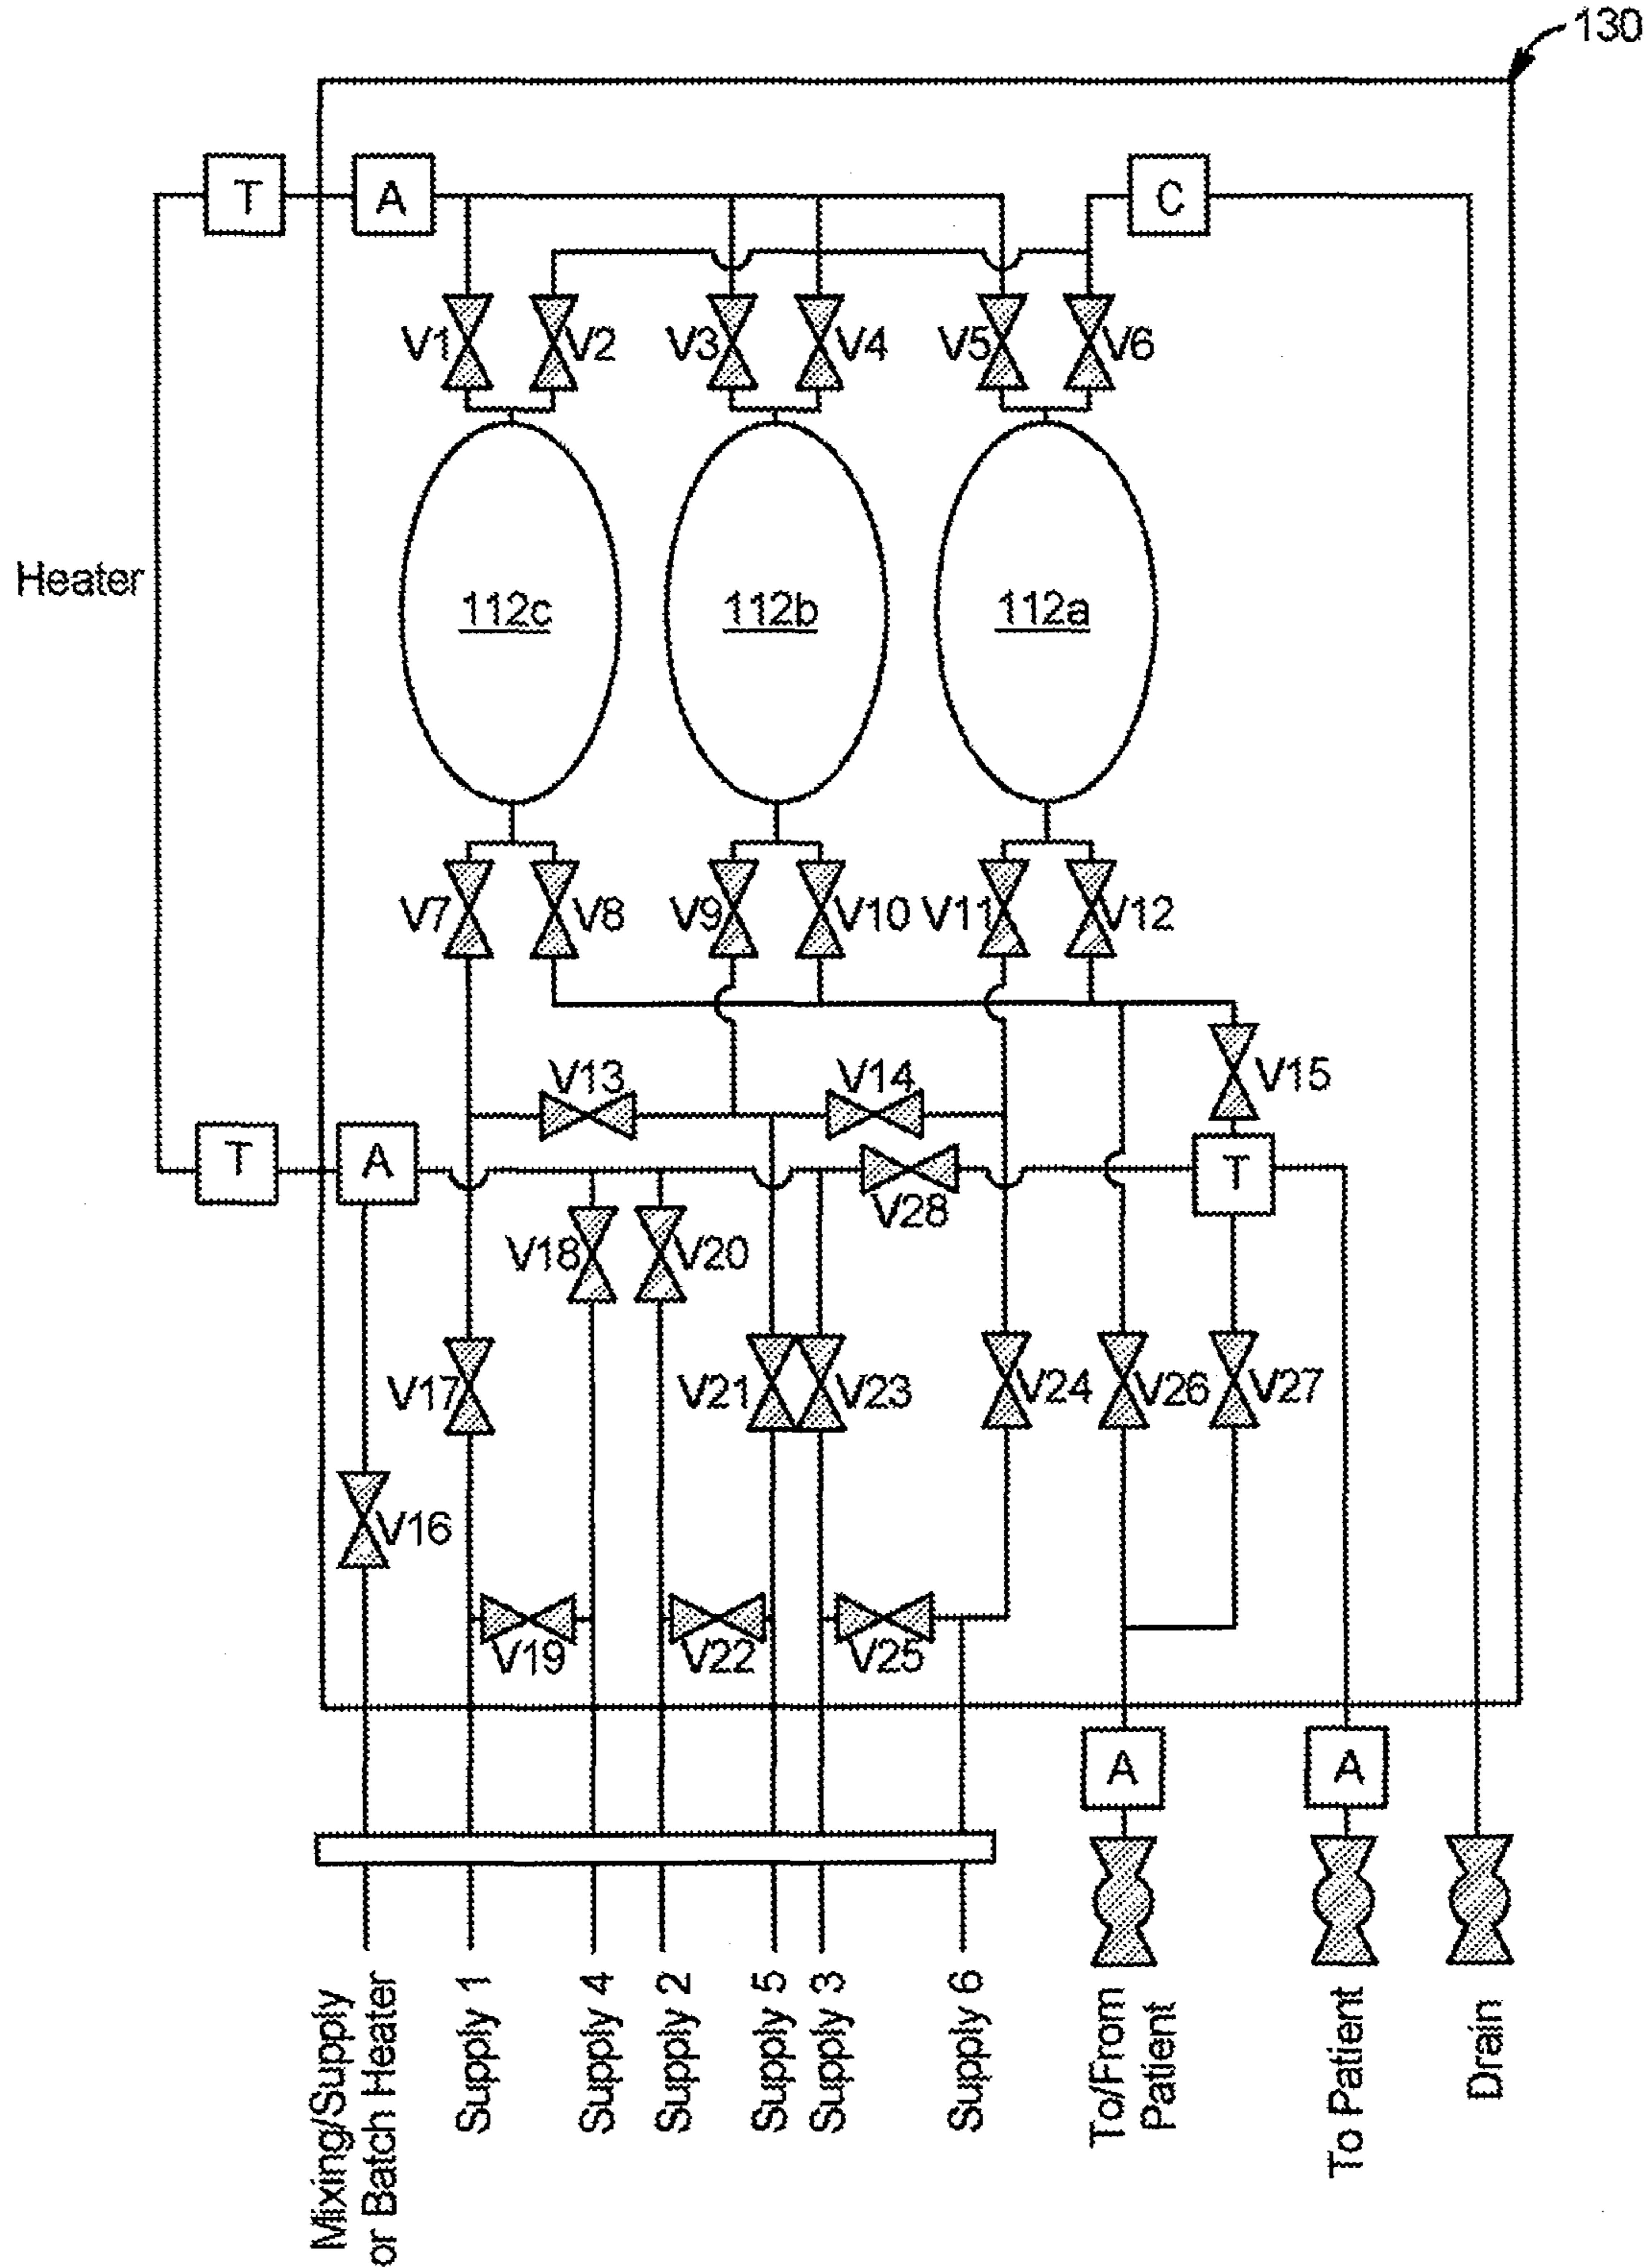 130
T
A
C
V1
V2
V3
V4
V5
V6
Heater
112c
112b
112a
V7
V8
V9
V10
V11
V12
V13
V14
V15
T
A
T
V28
V18
V20
V17
V21
V23
V24
V26
V27
V16
V19
V22
V25
A
A
Mixing/Supply
or Batch Heater
Supply 1
Supply 4
Supply 2
Supply 5
Supply 3
Supply 6
To/From
Patient
To Patient
Drain